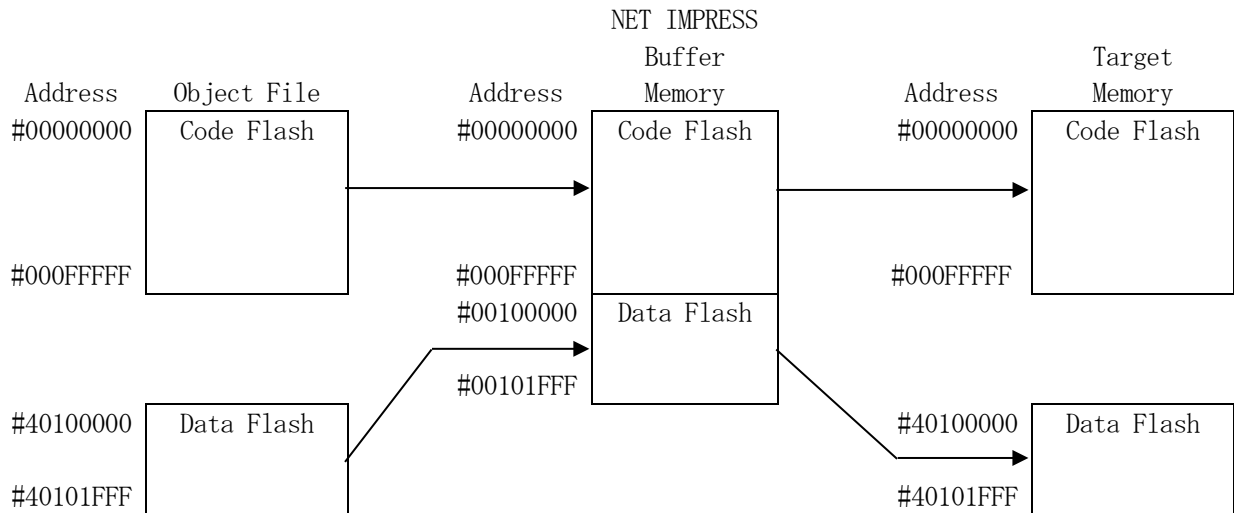 NET IMPRESS
Buffer Target
Address Object File Address Memory Address Memory
#00000000 Code Flash #00000000 Code Flash #00000000 Code Flash
#000FFFFF #000FFFFF #000FFFFF
#00100000 Data Flash
#00101FFF
#40100000 Data Flash #40100000 Data Flash
#40101FFF #40101FFF